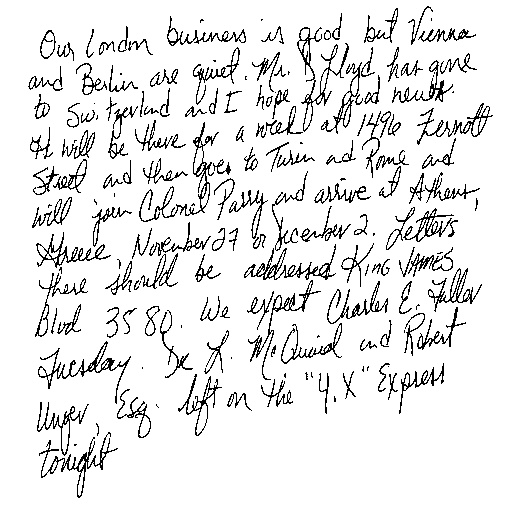 Our London business is good but Vienna
and Berlin are quiet. Mr. D Lloyd has gone
to Switzerland and I hope for good news.
He will be there for a week at 1496 Zermott
Street and then goes to Turin and Rome and
will join Colonel Parry and arrive at Athens,
Greece, November 27 or December 2. Letters
there should be addressed KING JAMES
Blvd 3580. We expect Charles E. Fuller
Tuesday. Dr. L. McQuaid and Robert
Unger, Esq. left on the "4.X" Express
tonight